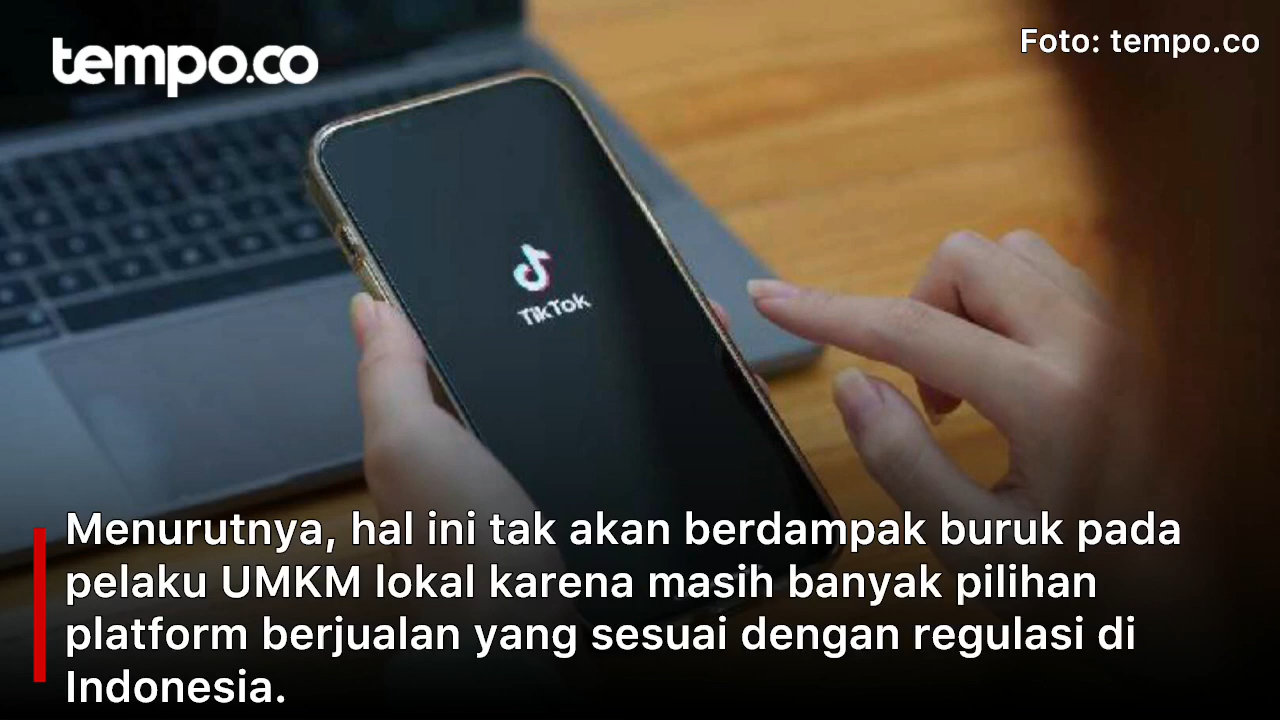 tempo.co
Foto: tempo.co
TikTok
Menurutnya, hal ini tak akan berdampak buruk pada
pelaku UMKM lokal karena masih banyak pilihan
platform berjualan yang sesuai dengan regulasi di
Indonesia.